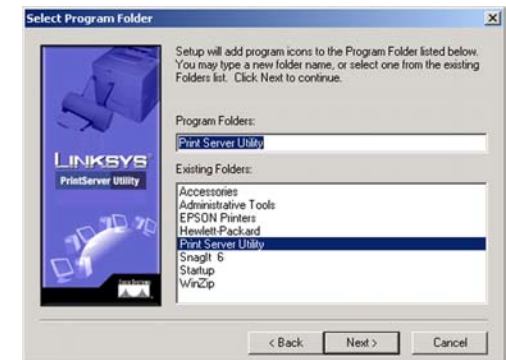 Select Program Folder
Setup will add program icons to the Program Folder listed below.
You may type a new folder name, or select one from the existing
Folders list. Click Next to continue.
Program Folders:
Print Server Utility
Existing Folders:
Accessories
Administrative Tools
EPSON Printers
Hewlett-Packard
Print Server Utility
SnagIt 6
Startup
WinZip
LINKSYS
PrintServer Utility
< Back
Next >
Cancel